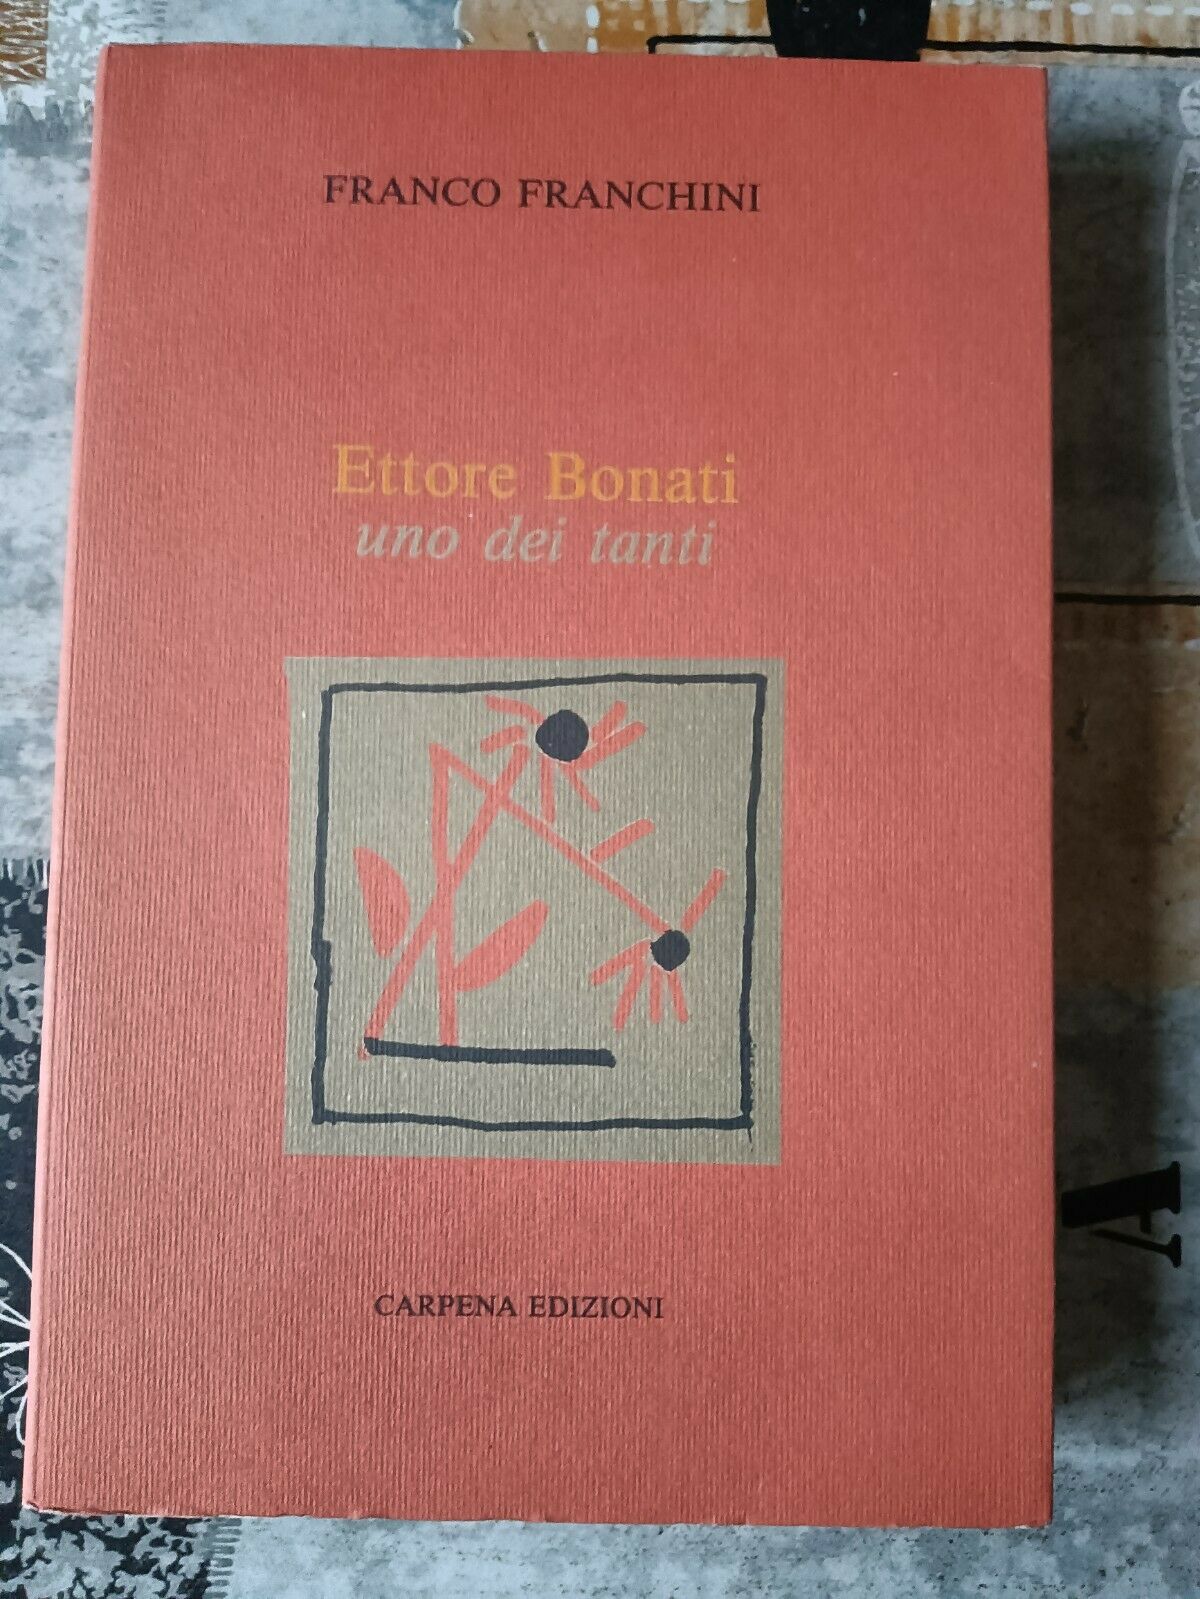 FRANCO FRANCHINI
Ettore Bonati
uno dei tanti
CARPENA EDIZIONI
A